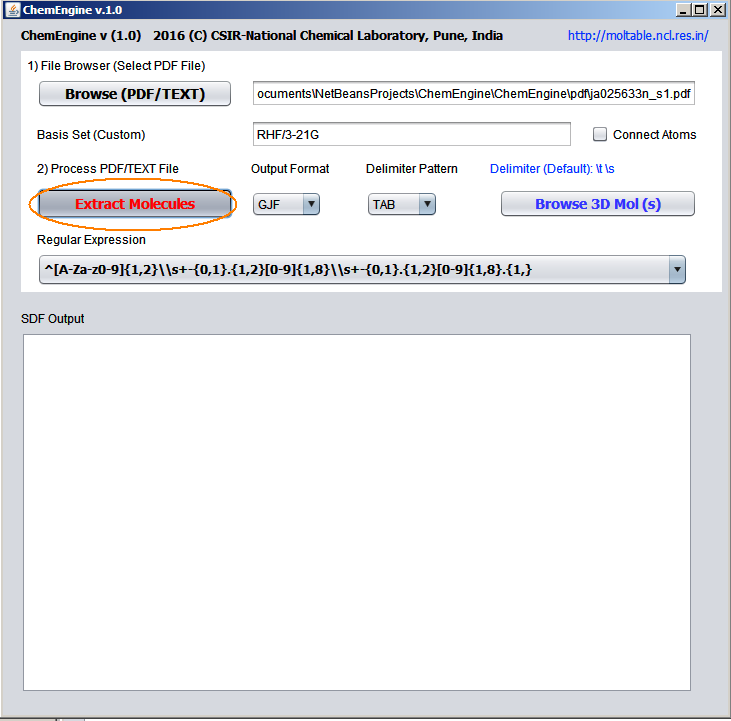 ChemEngine v.1.0
ChemEngine v (1.0) 2016 (C) CSIR-National Chemical Laboratory, Pune, India http://moltable.ncl.res.in/
1) File Browser (Select PDF File)
Browse (PDF/TEXT) ocuments\NetBeansProjects\ChemEngine\ChemEngine\pdf\ja025633n_s1.pdf
Basis Set (Custom) RHF/3-21G Connect Atoms
2) Process PDF/TEXT File Output Format Delimiter Pattern Delimiter (Default): \t \s
Extract Molecules GJF TAB Browse 3D Mol (s)
Regular Expression
^[A-Za-z0-9]{1,2}\\s+-{0,1}.{1,2}[0-9]{1,8}\\s+-{0,1}.{1,2}[0-9]{1,8}.{1,}
SDF Output